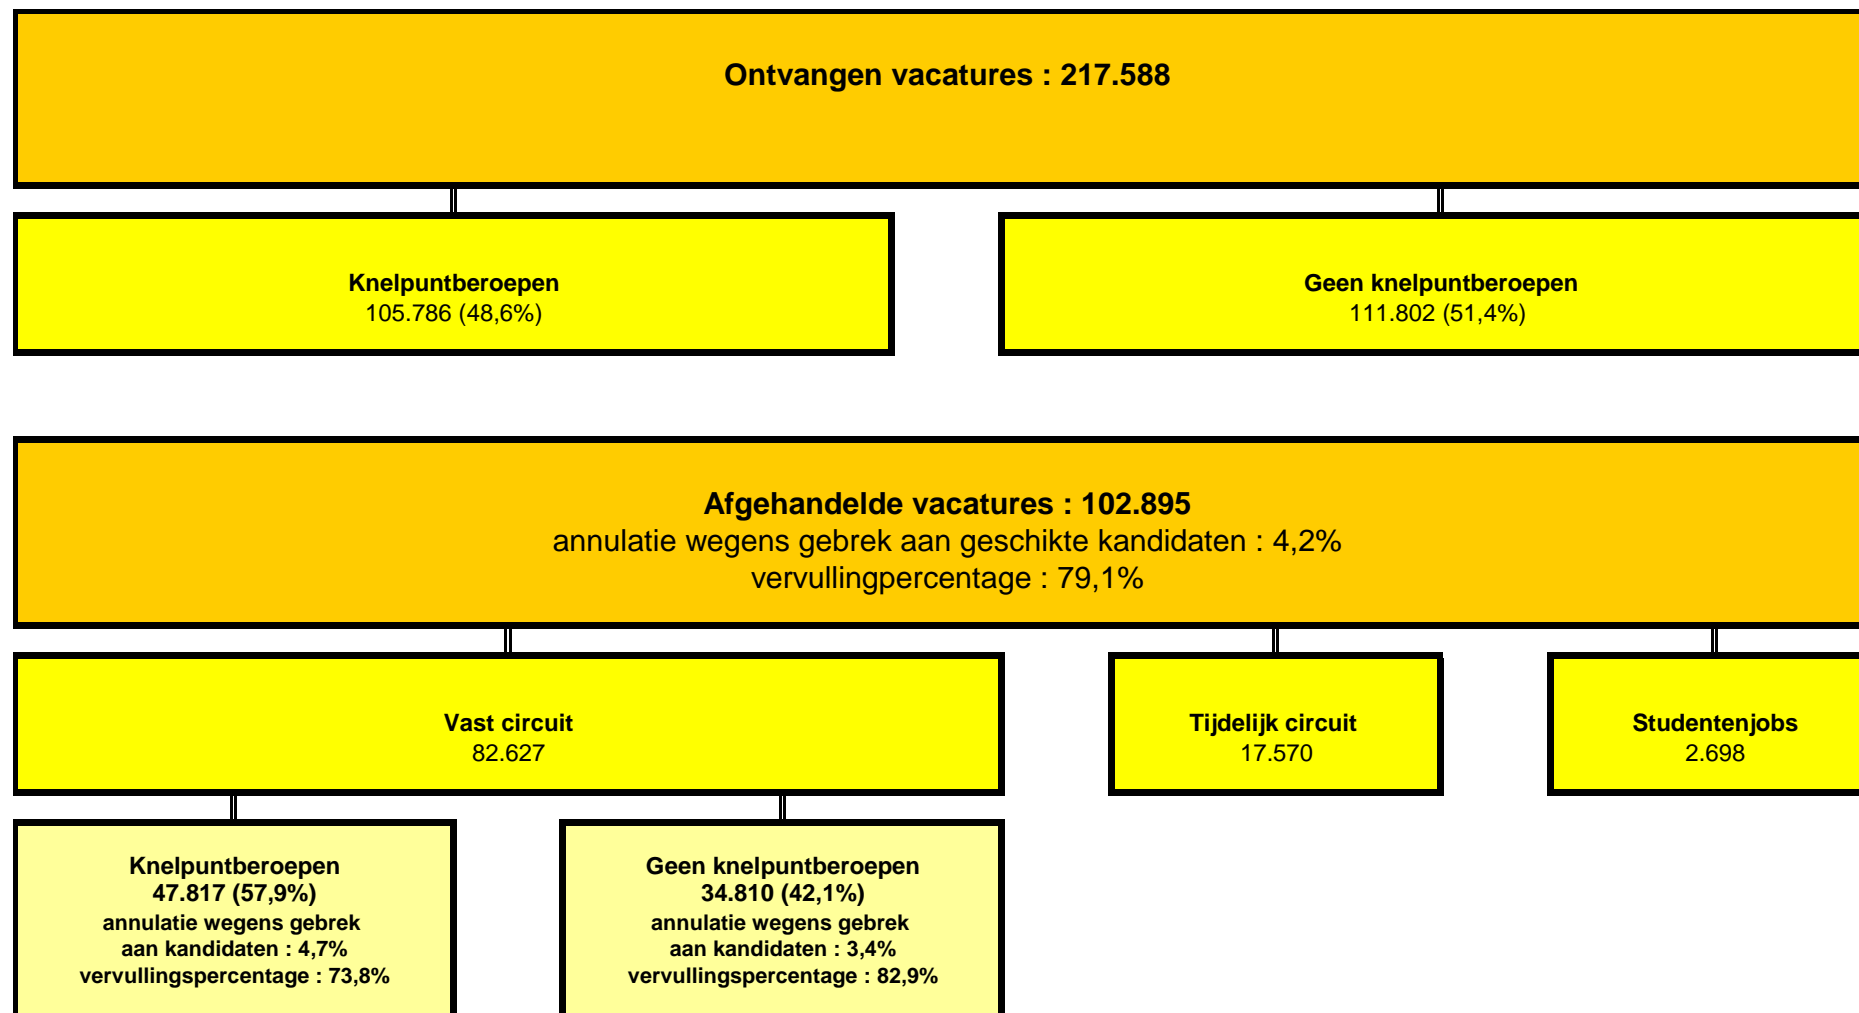 Ontvangen vacatures : 217.588
Knelpuntberoepen
105.786 (48,6%)
Geen knelpuntberoepen
111.802 (51,4%)
Afgehandelde vacatures : 102.895
annulatie wegens gebrek aan geschikte kandidaten : 4,2%
vervullingpercentage : 79,1%
Vast circuit
82.627
Tijdelijk circuit
17.570
Studentenjobs
2.698
Knelpuntberoepen
47.817 (57,9%)
annulatie wegens gebrek
aan kandidaten : 4,7%
vervullingspercentage : 73,8%
Geen knelpuntberoepen
34.810 (42,1%)
annulatie wegens gebrek
aan kandidaten : 3,4%
vervullingspercentage : 82,9%